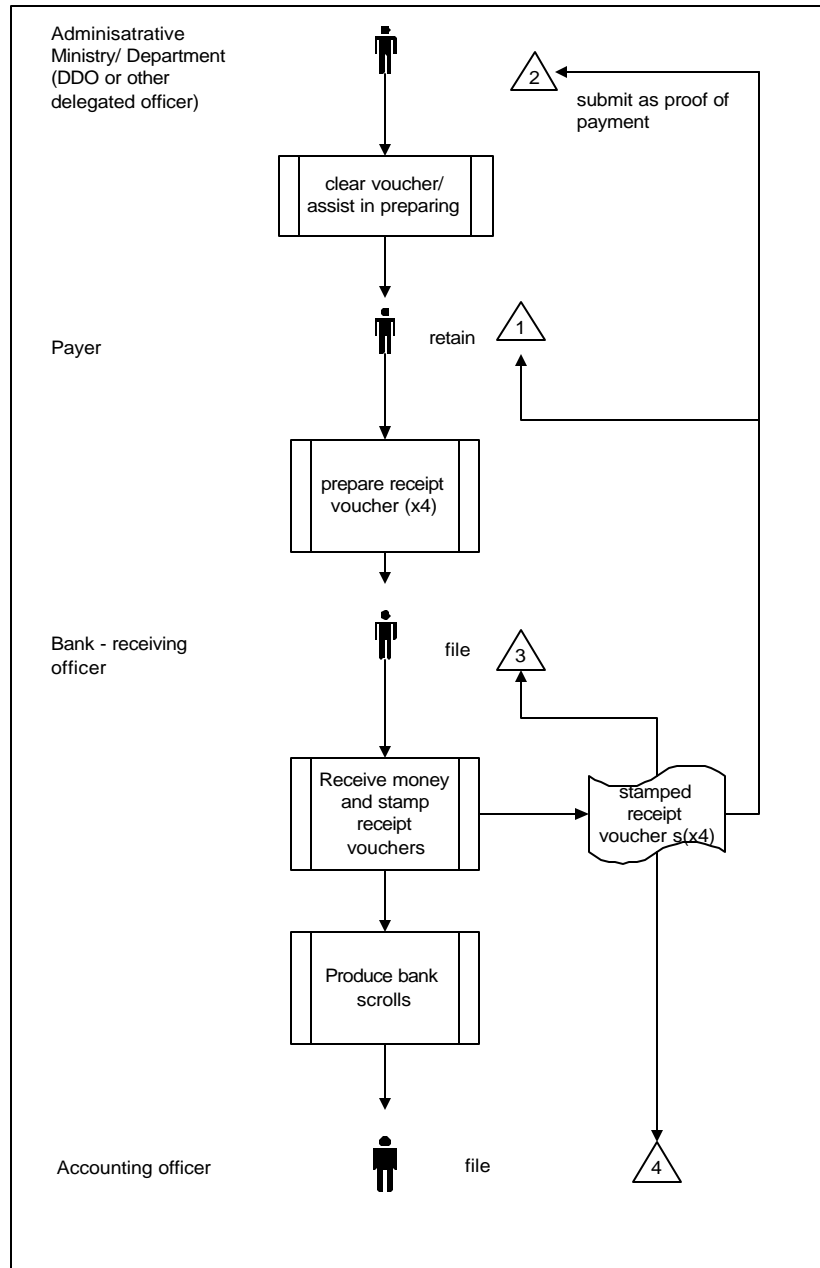 Adminisatrative
Ministry/ Department
(DDO or other
delegated officer)
2
submit as proof of
payment
clear voucher/
assist in preparing
Payer
retain
1
prepare receipt
voucher (x4)
Bank - receiving
officer
file
3
Receive money
and stamp
receipt
vouchers
stamped
receipt
voucher s(x4)
Produce bank
scrolls
Accounting officer
file
4